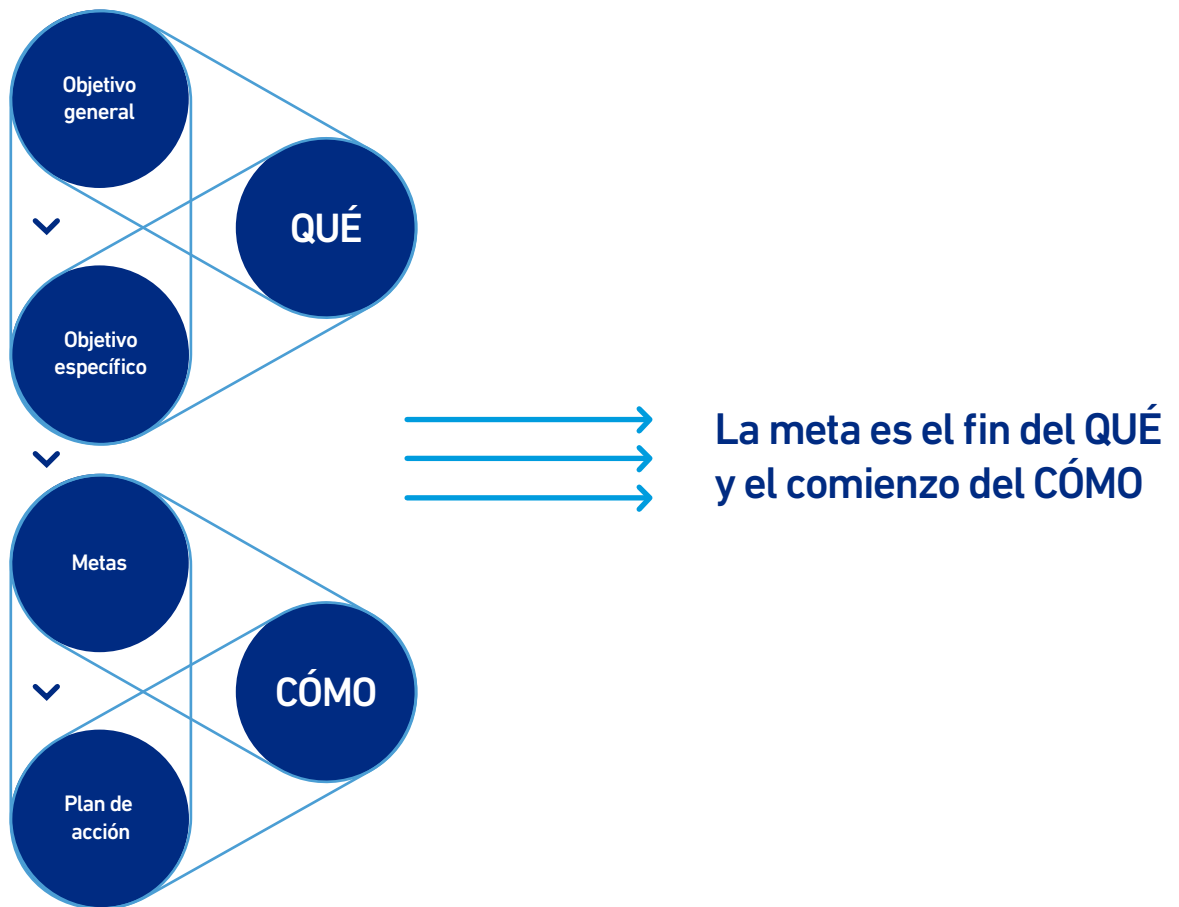 Objetivo
general
QUÉ
Objetivo
específico
La meta es el fin del QUÉ
y el comienzo del CÓMO
Metas
CÓMO
Plan de
acción